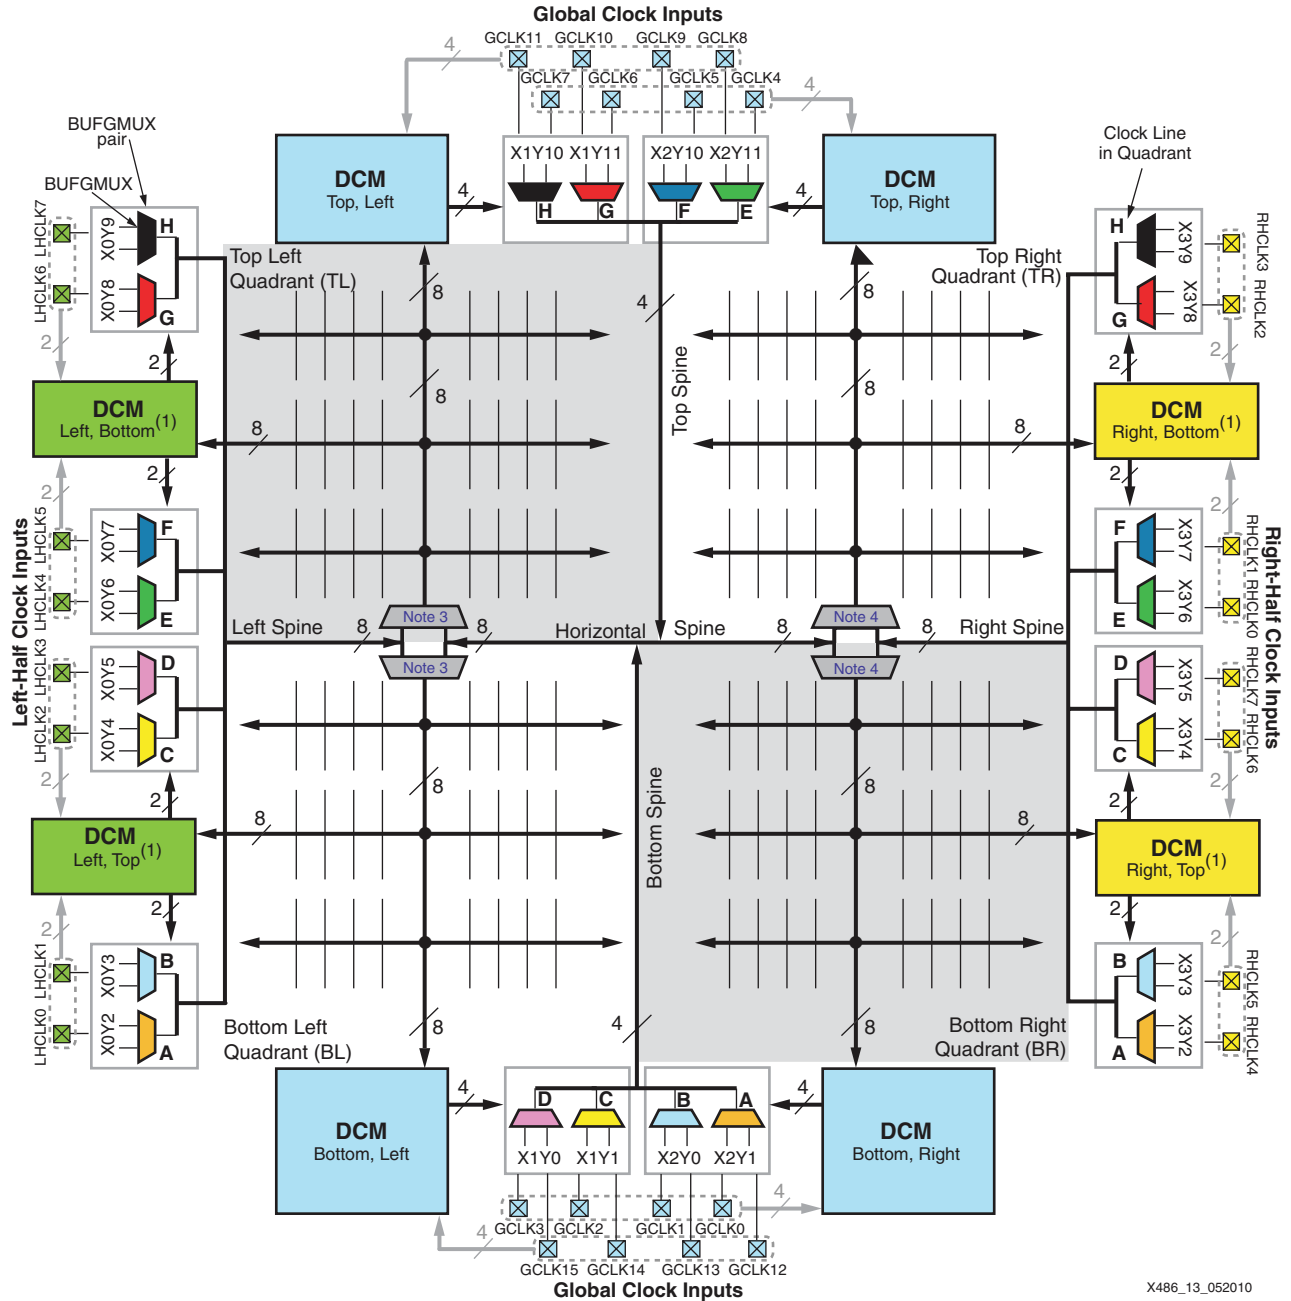 Global Clock Inputs
GCLK11 GCLK10 GCLK9 GCLK8
4
GCLK7 GCLK6 GCLK5 GCLK4
4
BUFGMUX
pair
BUFGMUX
Clock Line
in Quadrant
DCM
Top, Left
4
X1Y10 X1Y11 X2Y10 X2Y11
H G F E
4
DCM
Top, Right
LHCLK7
LHCLK6
X0Y9
X0Y8
H
G
2
2
Top Left
Quadrant (TL)
8
8
4
Top Spine
Top Right
Quadrant (TR)
8
8
H
G
X3Y9
X3Y8
RHCLK3
RHCLK2
2
2
DCM
Left, Bottom(1)
8
8
DCM
Right, Bottom(1)
2
2
2
2
Left-Half Clock Inputs
LHCLK5
LHCLK4
X0Y7
X0Y6
F
E
F
E
X3Y7
X3Y6
RHCLK1
RHCLK0
Right-Half Clock Inputs
Note 3
Note 4
Left Spine
8
8
Horizontal Spine
8
8
Right Spine
Note 3
Note 4
LHCLK3
LHCLK2
X0Y5
X0Y4
D
C
D
C
X3Y5
X3Y4
RHCLK7
RHCLK6
2
2
8
Bottom Spine
8
2
2
DCM
Left, Top(1)
8
8
DCM
Right, Top(1)
2
2
2
2
LHCLK1
LHCLK0
X0Y3
X0Y2
B
A
B
A
X3Y3
X3Y2
RHCLK5
RHCLK4
Bottom Left
Quadrant (BL)
8
4
8
Bottom Right
Quadrant (BR)
DCM
Bottom, Left
4
D C B A
X1Y0 X1Y1 X2Y0 X2Y1
4
DCM
Bottom, Right
4
GCLK3 GCLK2 GCLK1 GCLK0
4
GCLK15 GCLK14 GCLK13 GCLK12
Global Clock Inputs
X486_13_052010